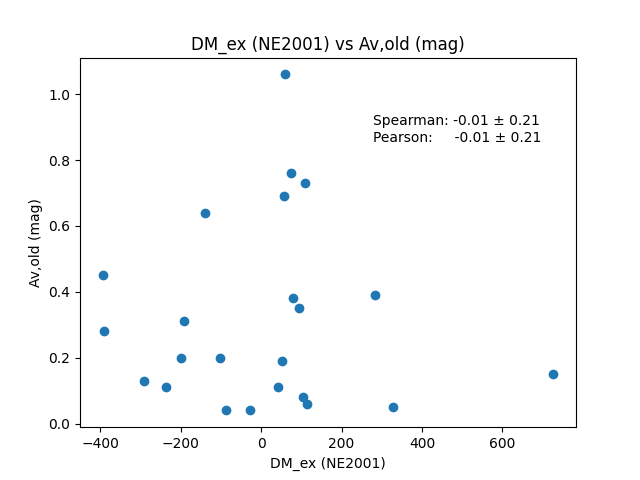 DM_ex (NE2001) vs Av,old (mag)
1.0
Spearman: -0.01 ± 0.21
Pearson: -0.01 ± 0.21
0.8
0.6
Av,old (mag)
0.4
0.2
0.0
−400 −200 0 200 400 600
DM_ex (NE2001)